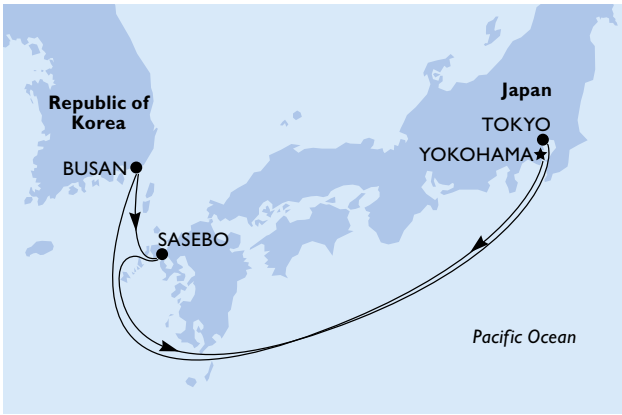 Japan
Republic of
Korea
TOKYO
YOKOHAMA
BUSAN
SASEBO
Pacific Ocean